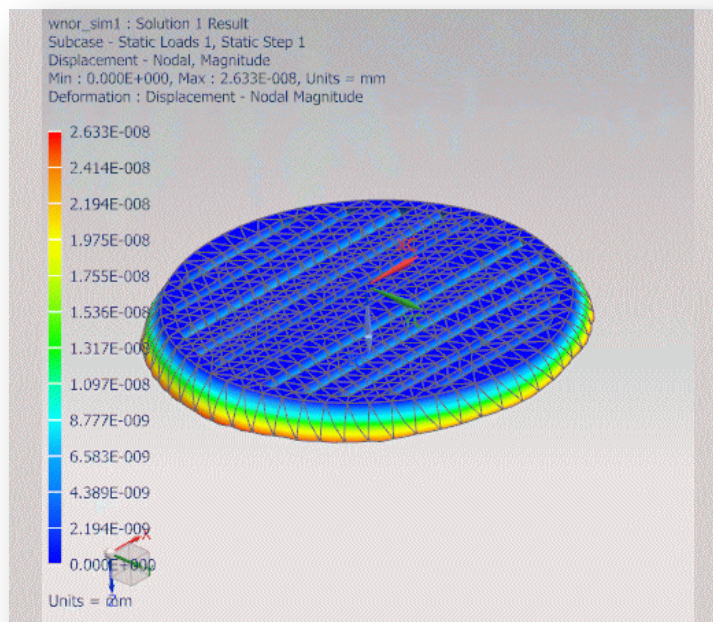 wnor_sim1 : Solution 1 Result
Subcase - Static Loads 1, Static Step 1
Displacement - Nodal, Magnitude
Min : 0.000E+000, Max : 2.633E-008, Units = mm
Deformation : Displacement - Nodal Magnitude
2.633E-008
2.414E-008
2.194E-008
1.975E-008
1.755E-008
1.536E-008
1.317E-008
1.097E-008
8.777E-009
6.583E-009
4.389E-009
2.194E-009
0.000E+000
XC
X
Z
Units = mm